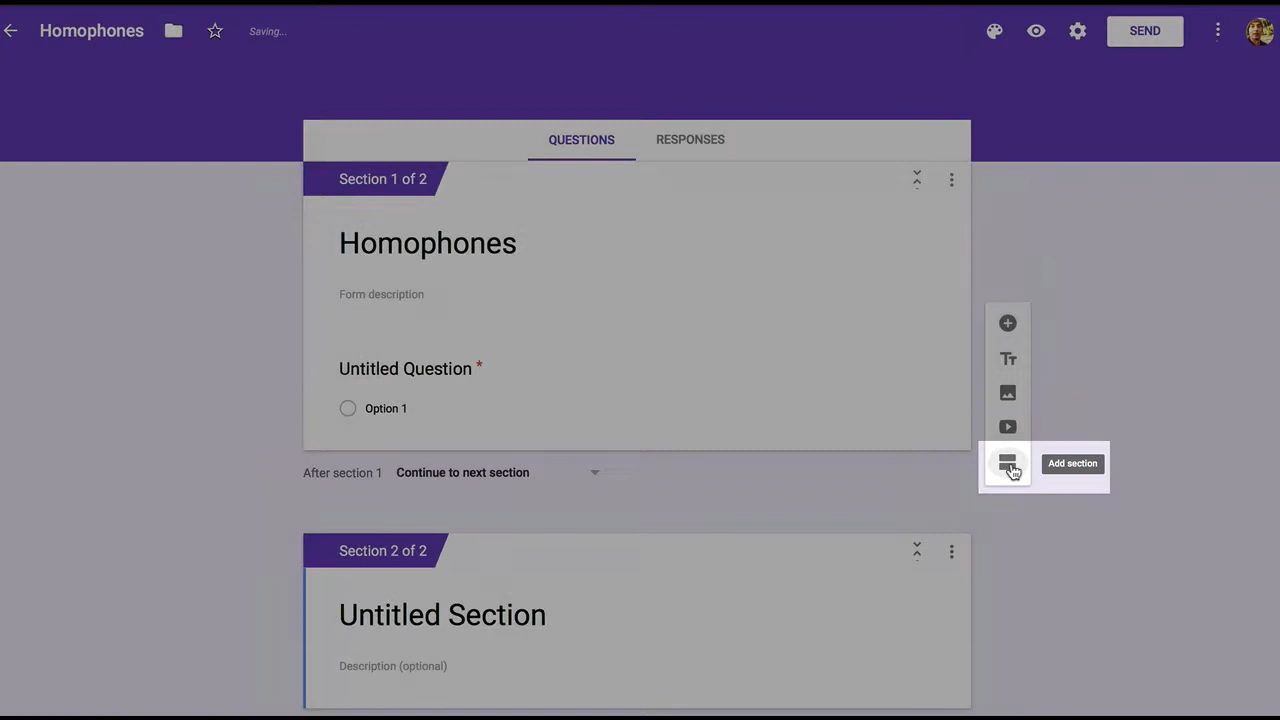 Homophones
Saving...
SEND
QUESTIONS
RESPONSES
Section 1 of 2
Homophones
Form description
Untitled Question *
Option 1
Tт
After section 1 Continue to next section
Add section
Section 2 of 2
Untitled Section
Description (optional)